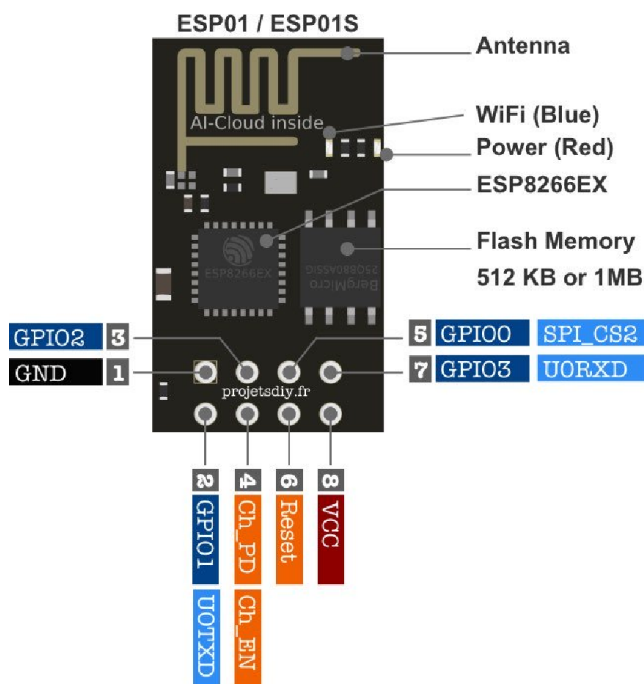 ESP01 / ESP01S
Antenna
AI-Cloud inside
WiFi (Blue)
Power (Red)
ESP8266EX
Flash Memory
512 KB or 1MB
ESP8266EX
BergMicro
25Q80ASSIG
GPIO2 3
GND 1
5 GPIO0 SPI_CS2
7 GPIO3 U0RXD
projetsdiy.fr
2 GPIO1 U0TXD
4 Ch_PD Ch_EN
6 Reset
8 VCC